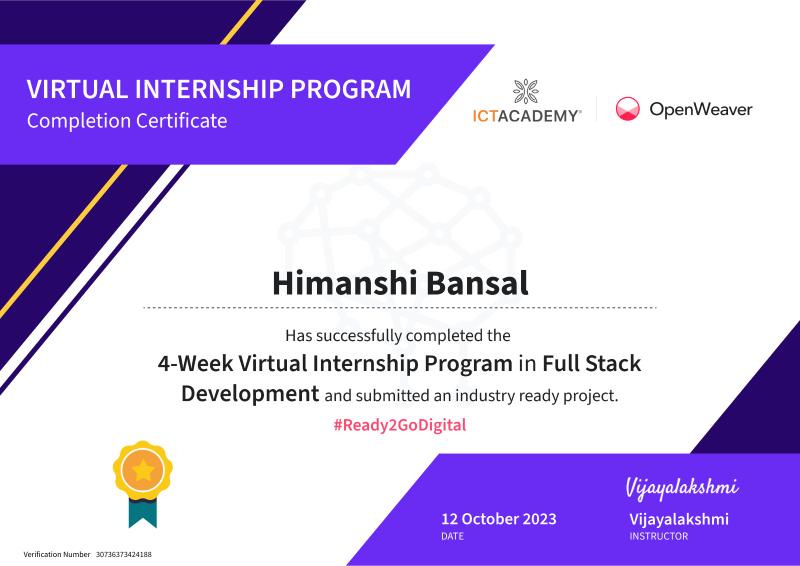 VIRTUAL INTERNSHIP PROGRAM
Completion Certificate
ICTACADEMY®
OpenWeaver
Himanshi Bansal
Has successfully completed the
4-Week Virtual Internship Program in Full Stack
Development and submitted an industry ready project.
#Ready2GoDigital
Vijayalakshmi
12 October 2023
Vijayalakshmi
DATE
INSTRUCTOR
Verification Number 30736373424188